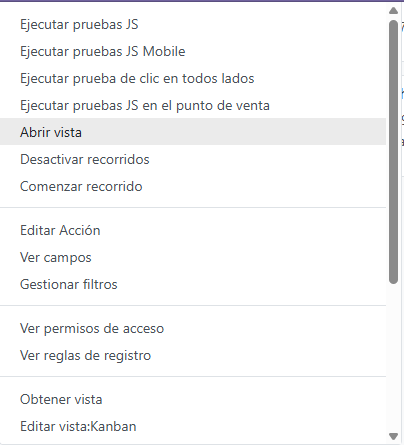 Ejecutar pruebas JS
Ejecutar pruebas JS Mobile
Ejecutar prueba de clic en todos lados
Ejecutar pruebas JS en el punto de venta
Abrir vista
Desactivar recorridos
Comenzar recorrido
Editar Acción
Ver campos
Gestionar filtros
Ver permisos de acceso
Ver reglas de registro
Obtener vista
Editar vista:Kanban